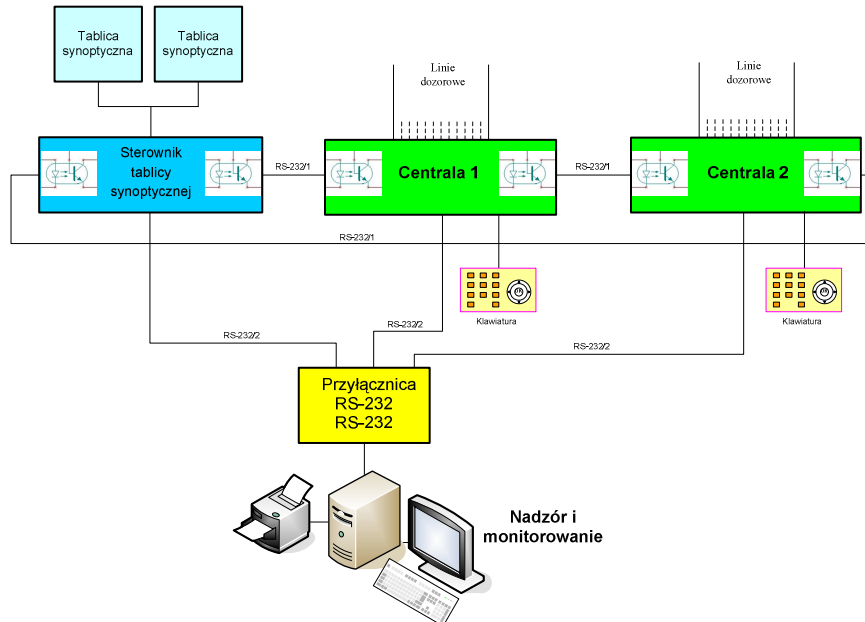 Tablica
synoptyczna
Tablica
synoptyczna
Linie
dozorowe
Linie
dozorowe
Sterownik
tablicy
synoptycznej
RS-232/1
Centrala 1
RS-232/1
Centrala 2
RS-232/1
Klawiatura
Klawiatura
RS-232/2
RS-232/2
RS-232/2
Przyłącznica
RS-232
RS-232
Nadzór i
monitorowanie